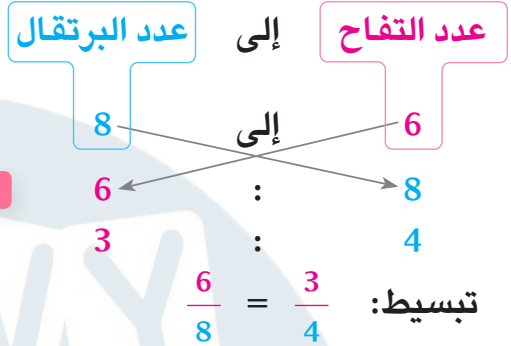 عدد التفاح إلى عدد البرتقال
6 إلى 8
8 : 6
4 : 3
تبسيط: 3/4 = 6/8